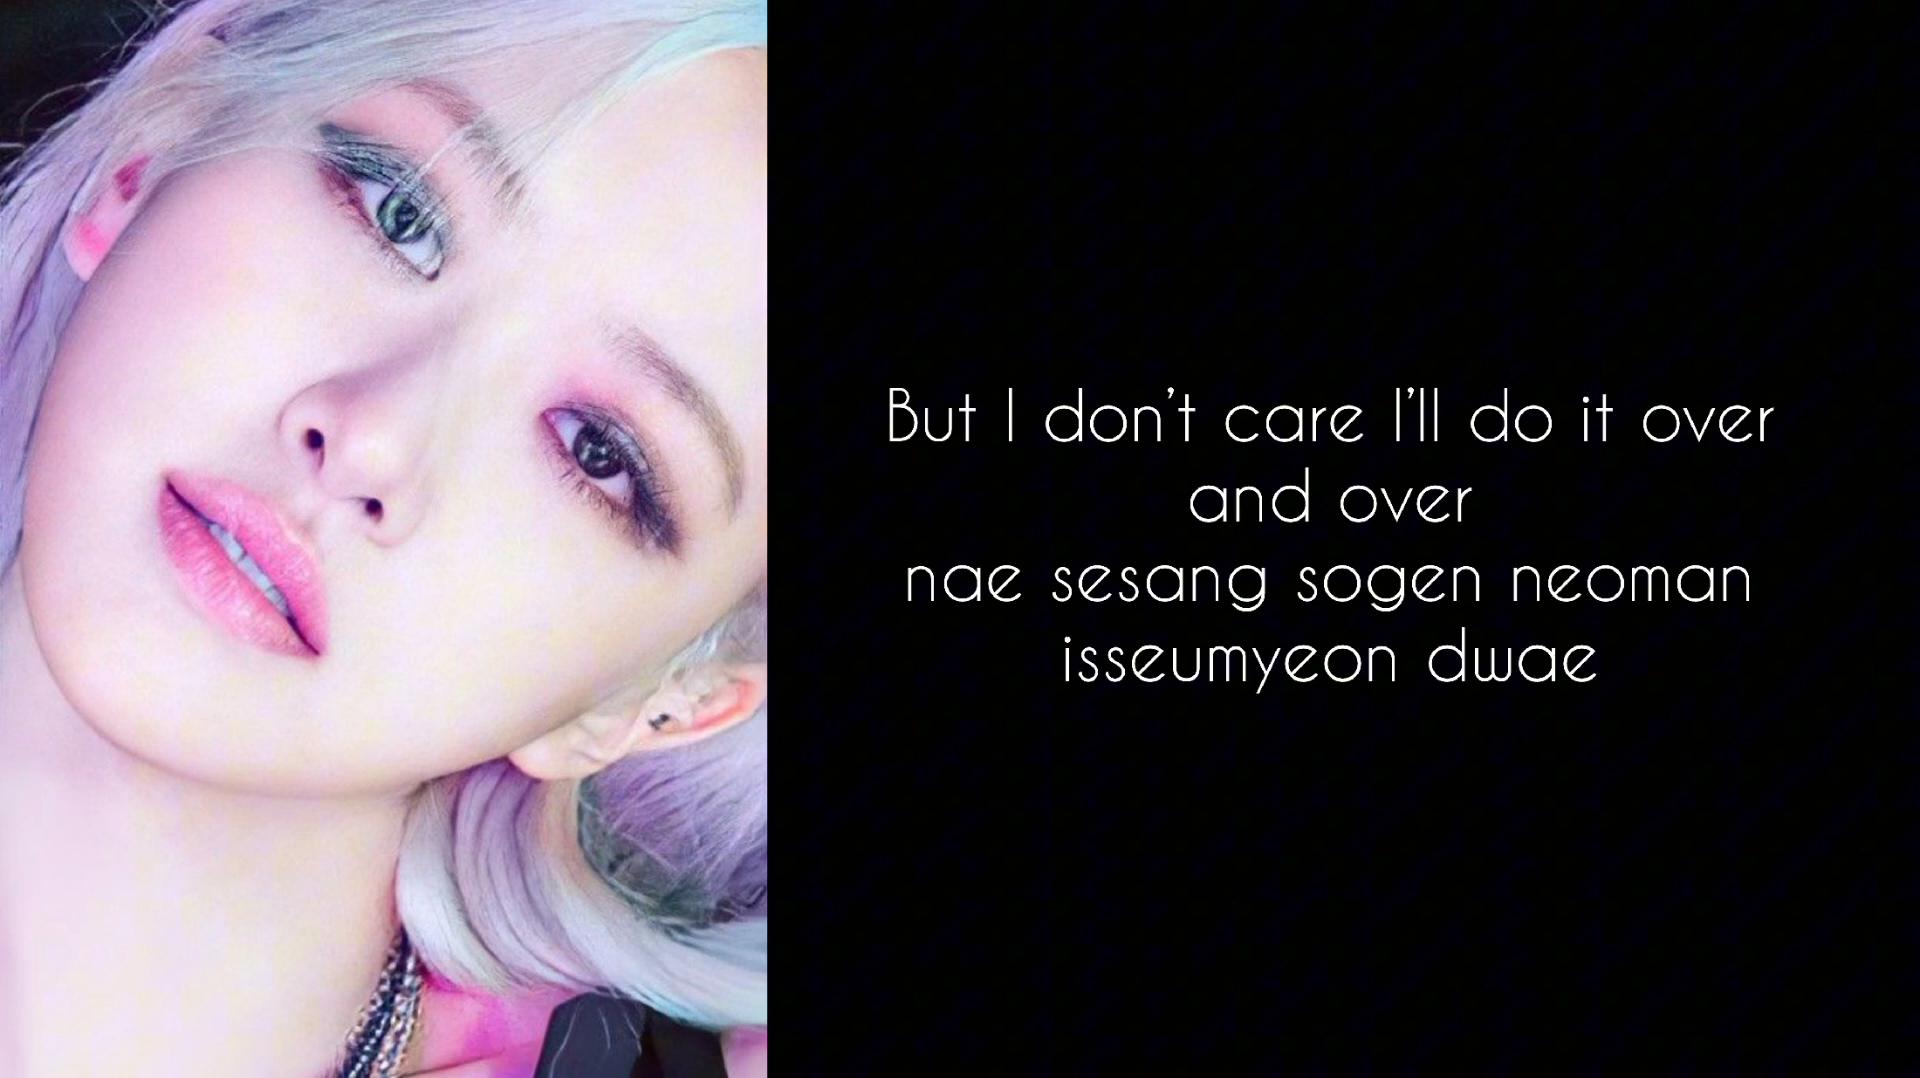 But I don't care I'll do it over
and over
nae sesang sogen neoman
isseumyeon dwae